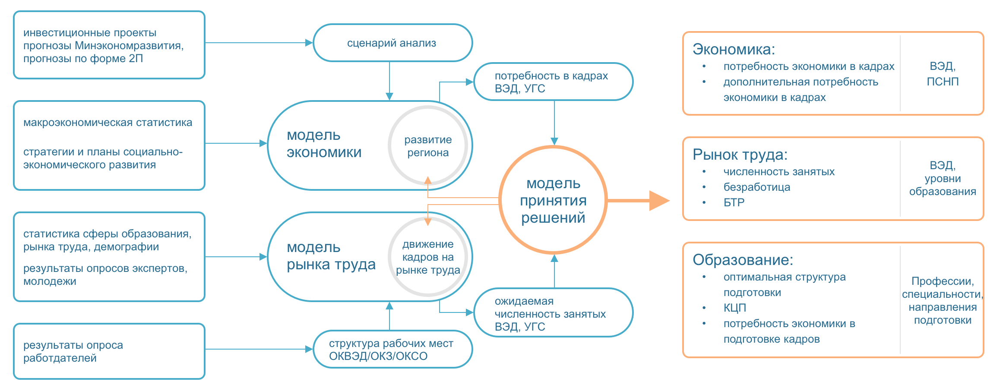 инвестиционные проекты
прогнозы Минэкономразвития,
прогнозы по форме 2П
макроэкономическая статистика
стратегии и планы социально-
экономического развития
статистика сферы образования,
рынка труда, демографии
результаты опросов экспертов,
молодежи
результаты опроса
работдателей
сценарий анализ
модель
экономики
развитие
региона
модель
рынка труда
движение
кадров на
рынке труда
структура рабочих мест
ОКВЭД/ОКЗ/ОКСО
потребность в кадрах
ВЭД, УГС
модель
принятия
решений
ожидаемая
численность занятых
ВЭД, УГС
Экономика:
• потребность экономики в кадрах
• дополнительная потребность
экономики в кадрах
ВЭД,
ПСНП
Рынок труда:
• численность занятых
• безработица
• БТР
ВЭД,
уровни
образования
Образование:
• оптимальная структура
подготовки
• КЦП
• потребность экономики в
подготовке кадров
Профессии,
специальности,
направления
подготовки